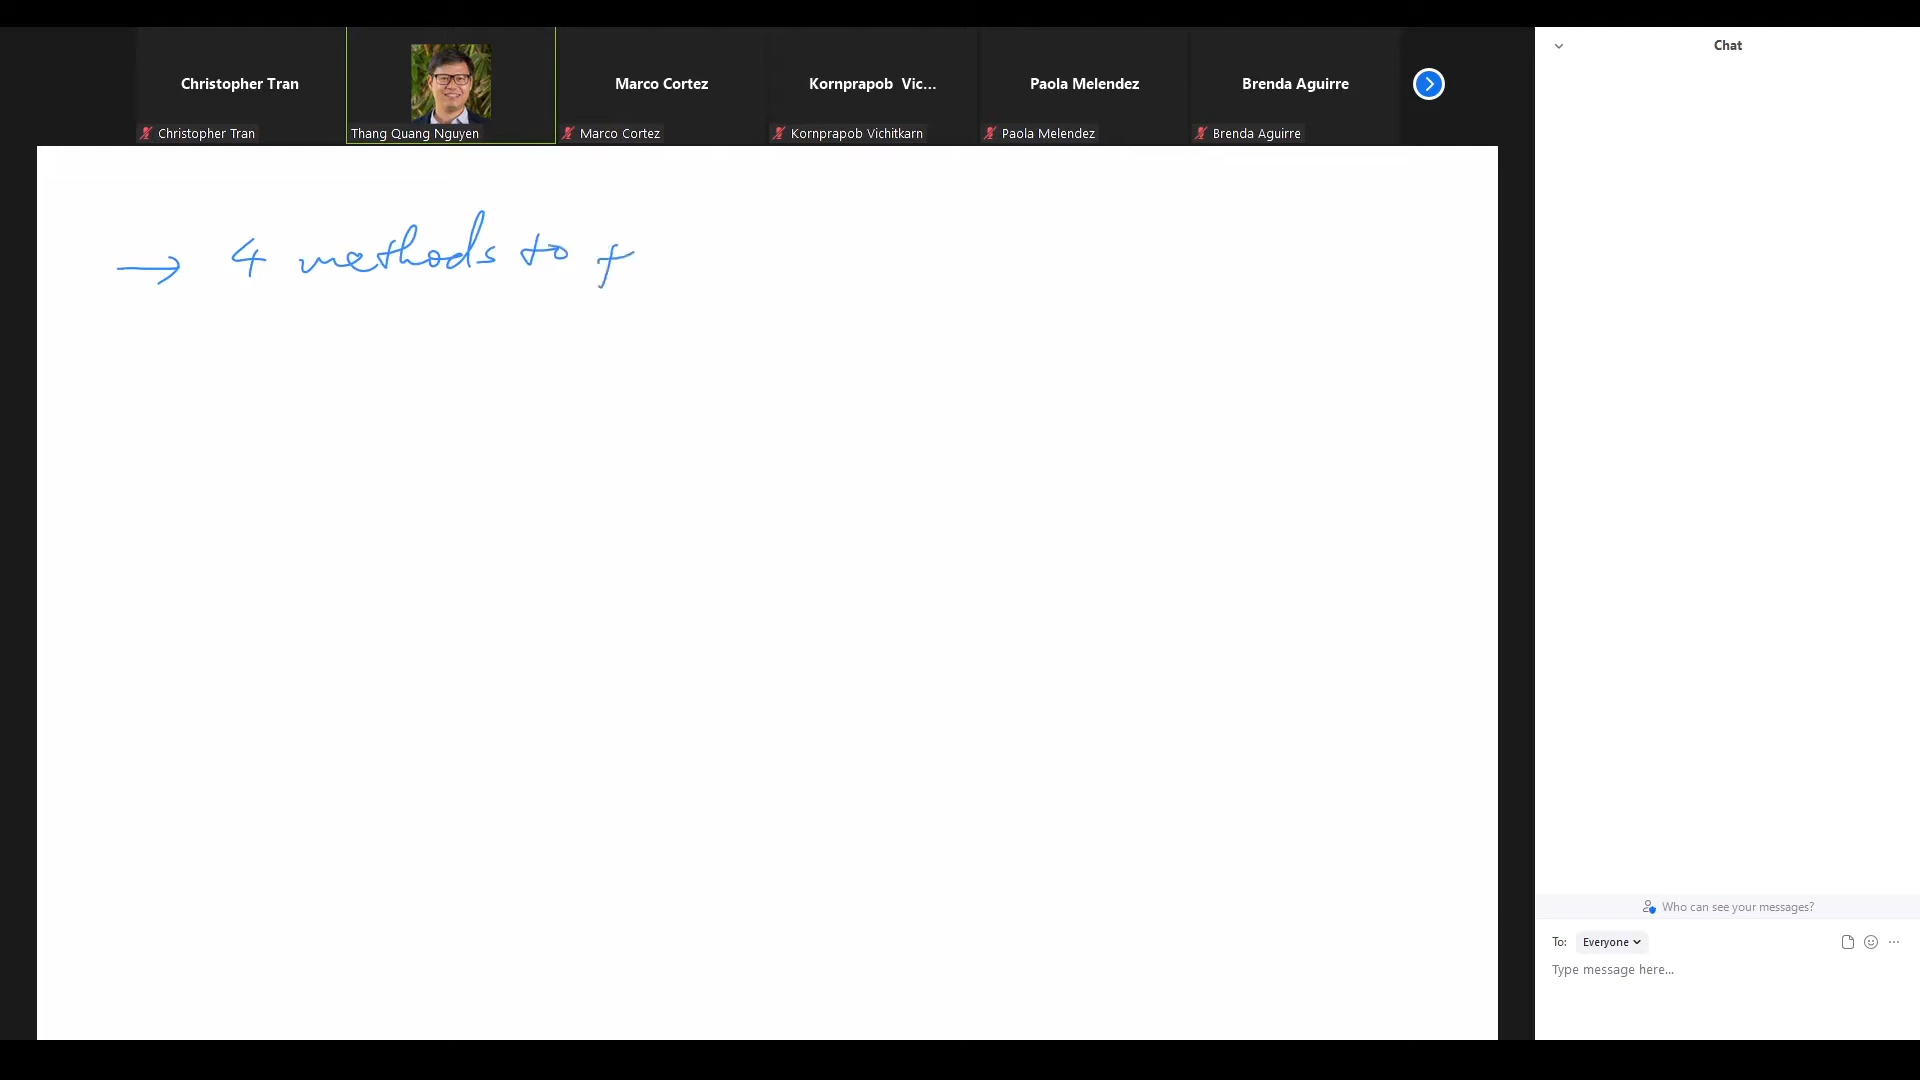 Chat
Christopher Tran
Marco Cortez
Kornprapob Vic...
Paola Melendez
Brenda Aguirre
Christopher Tran
Thang Quang Nguyen
Marco Cortez
Kornprapob Vichitkarn
Paola Melendez
Brenda Aguirre
→ 4 methods to f
Who can see your messages?
To: Everyone
Type message here...